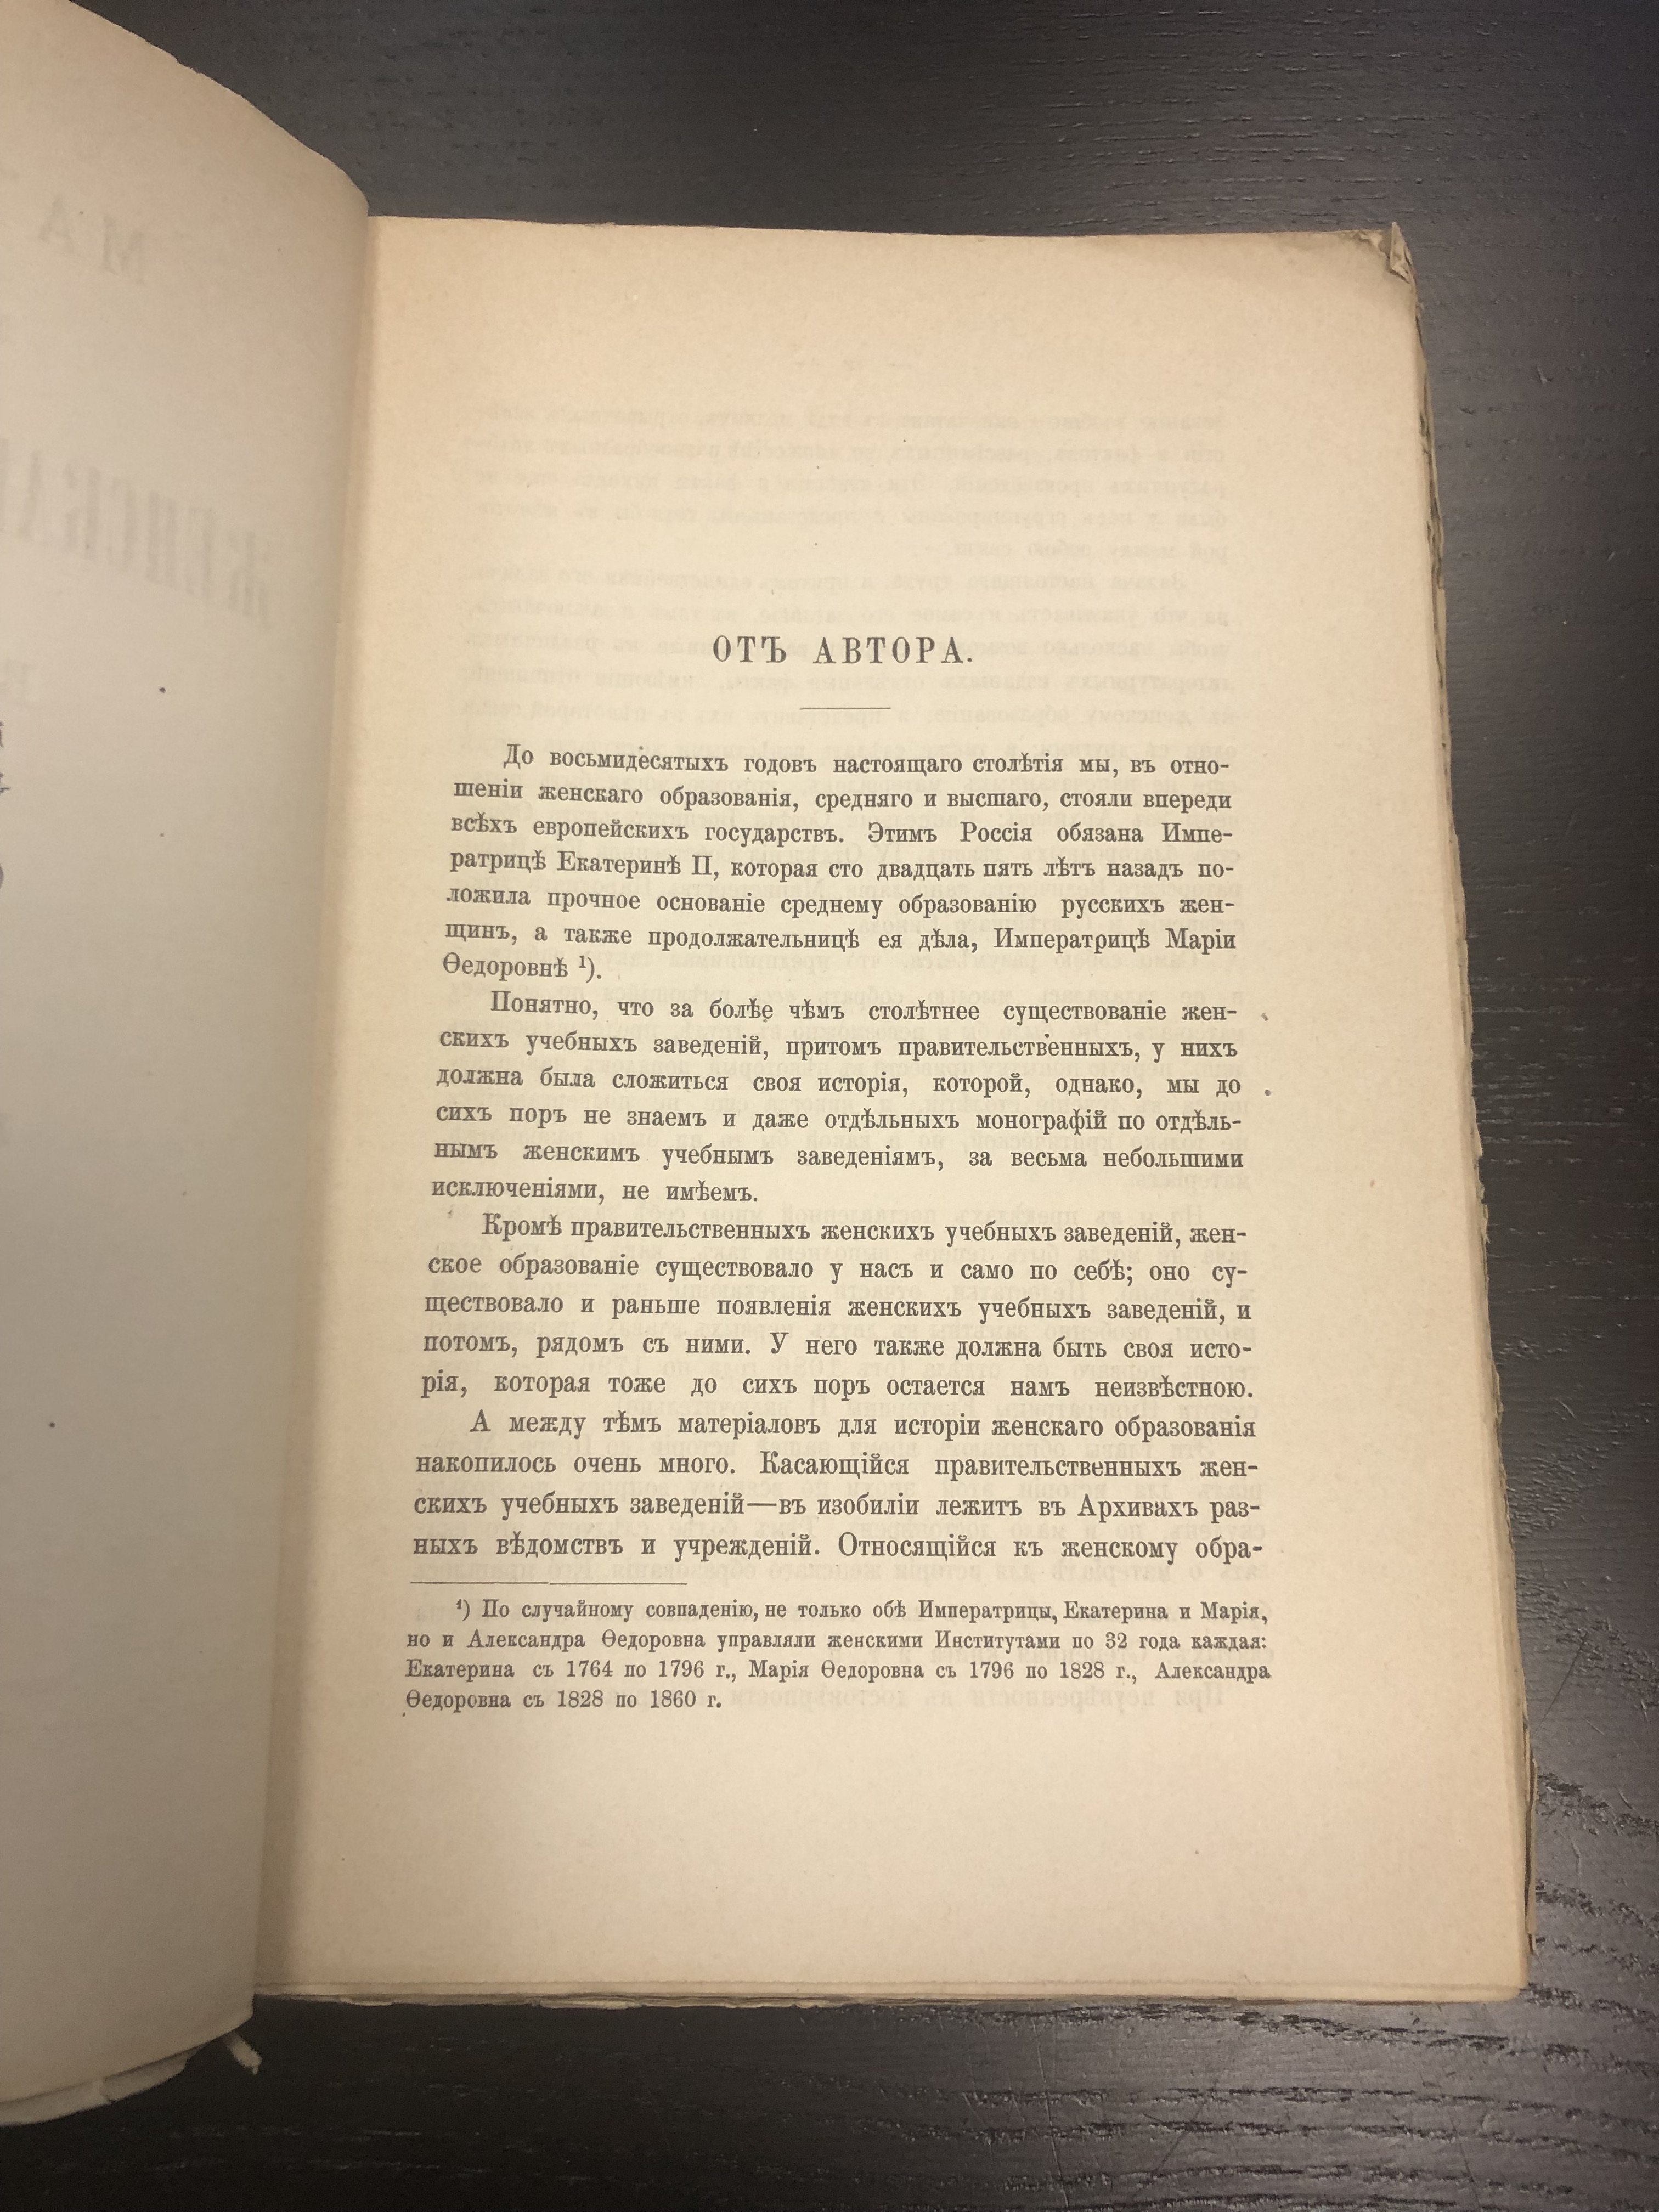 ОТЪ АВТОРА.
До восьмидесятыхъ годовъ настоящаго столѣтія мы, въ отно-
шеніи женскаго образованія, средняго и высшаго, стояли впереди
всѣхъ европейскихъ государствъ. Этимъ Россія обязана Импе-
ратрицѣ Екатеринѣ II, которая сто двадцать пять лѣтъ назадъ по-
ложила прочное основаніе среднему образованію русскихъ жен-
щинъ, а также продолжательницѣ ея дѣла, Императрицѣ Маріи
Ѳедоровнѣ ¹).
Понятно, что за болѣе чѣмъ столѣтнее существованіе жен-
скихъ учебныхъ заведеній, притомъ правительственныхъ, у нихъ
должна была сложиться своя исторія, которой, однако, мы до
сихъ поръ не знаемъ и даже отдѣльныхъ монографій по отдѣль-
нымъ женскимъ учебнымъ заведеніямъ, за весьма небольшими
исключеніями, не имѣемъ.
Кромѣ правительственныхъ женскихъ учебныхъ заведеній, жен-
ское образованіе существовало у насъ и само по себѣ; оно су-
ществовало и раньше появленія женскихъ учебныхъ заведеній, и
потомъ, рядомъ съ ними. У него также должна быть своя исто-
рія, которая тоже до сихъ поръ остается намъ неизвѣстною.
А между тѣмъ матеріаловъ для исторіи женскаго образованія
накопилось очень много. Касающійся правительственныхъ жен-
скихъ учебныхъ заведеній—въ изобиліи лежитъ въ Архивахъ раз-
ныхъ вѣдомствъ и учрежденій. Относящійся къ женскому обра-
¹) По случайному совпаденію, не только обѣ Императрицы, Екатерина и Марія,
но и Александра Ѳедоровна управляли женскими Институтами по 32 года каждая:
Екатерина съ 1764 по 1796 г., Марія Ѳедоровна съ 1796 по 1828 г., Александра
Ѳедоровна съ 1828 по 1860 г.